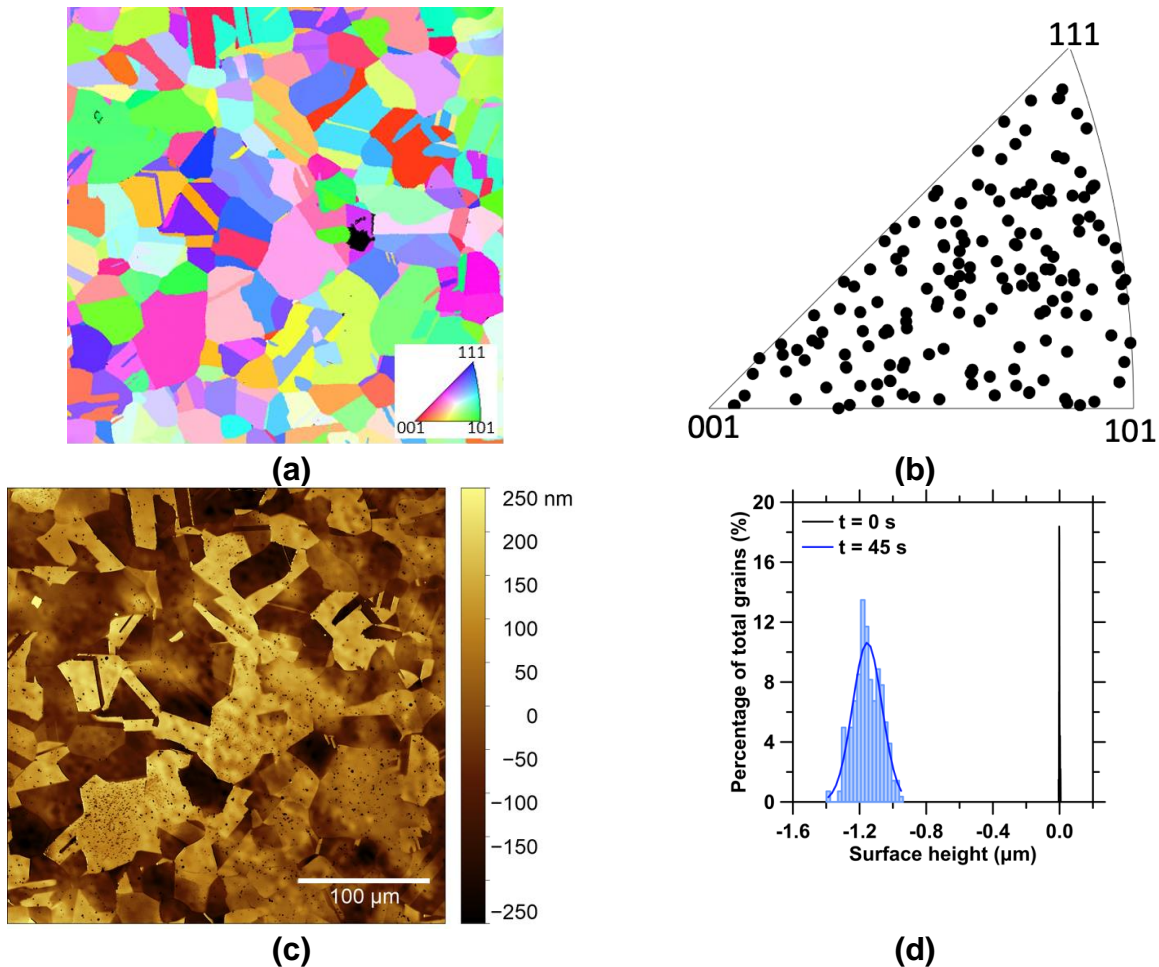 111
001 101
(a)
111
001
101
(b)
250 nm
200
150
100
50
0
−50
−100
−150
−250
100 µm
(c)
20
16
12
8
4
0
Percentage of total grains (%)
t = 0 s
t = 45 s
-1.6 -1.2 -0.8 -0.4 0.0
Surface height (µm)
(d)